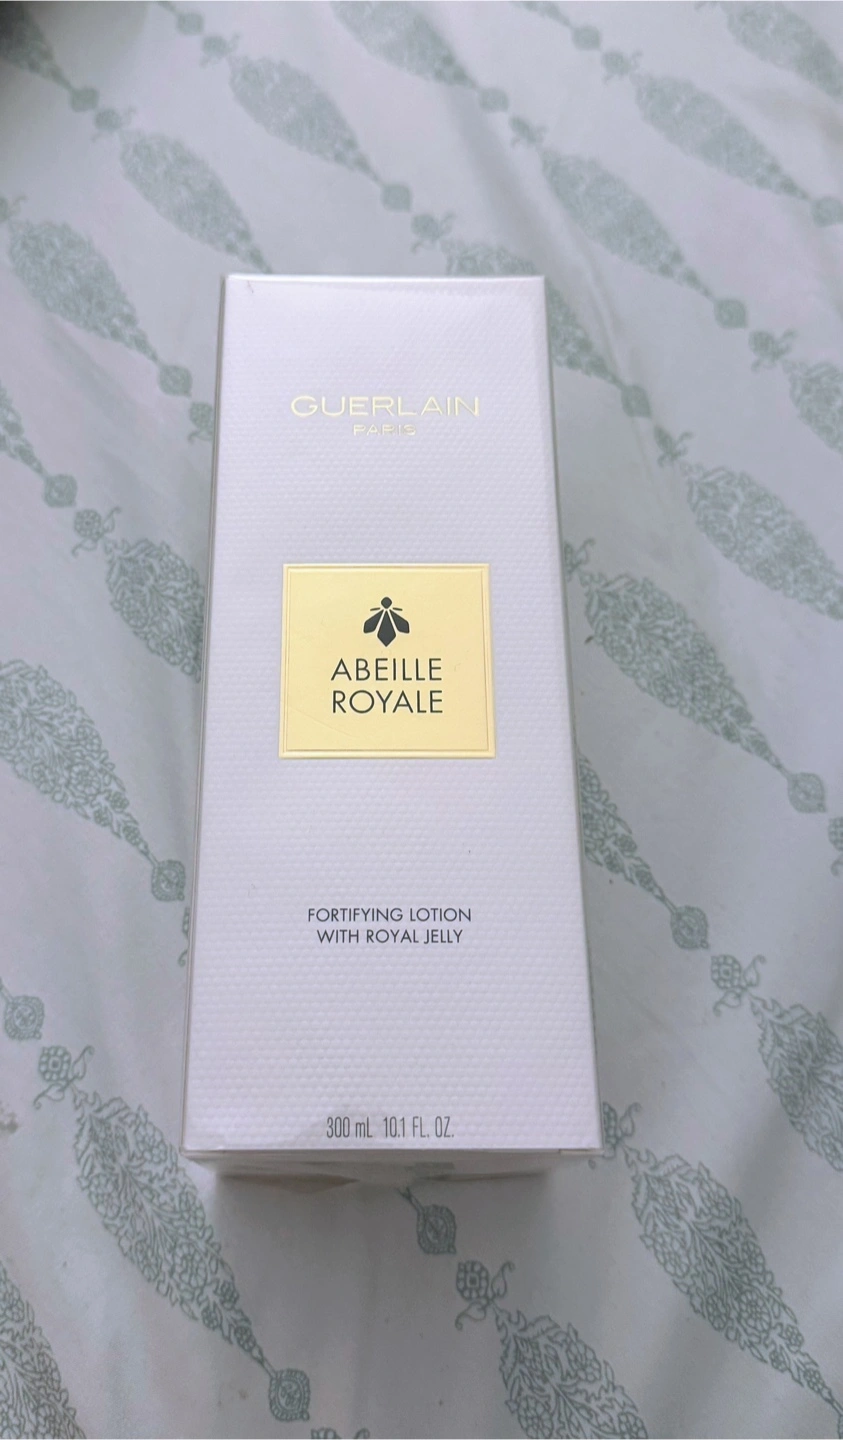 GUERLAIN
PARIS
ABEILLE
ROYALE
FORTIFYING LOTION
WITH ROYAL JELLY
300 mL 10.1 FL. OZ.